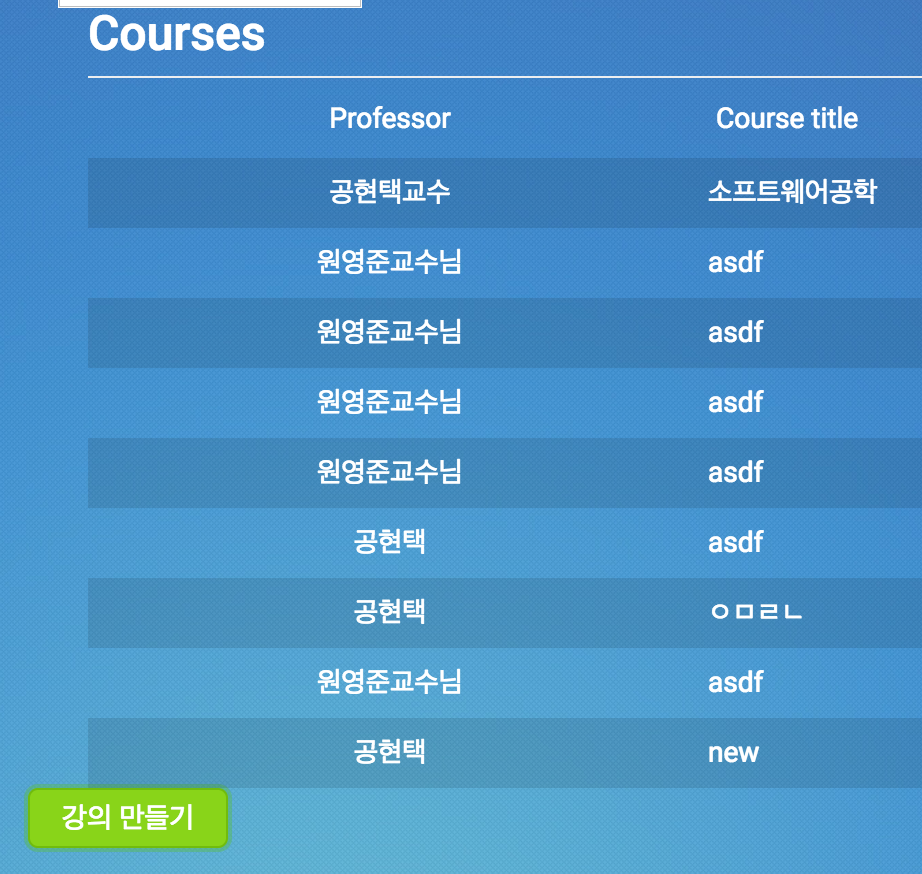 Courses
Professor Course title
공현택교수 소프트웨어공학
원영준교수님 asdf
원영준교수님 asdf
원영준교수님 asdf
원영준교수님 asdf
공현택 asdf
공현택 ㅇㅁㄹㄴ
원영준교수님 asdf
공현택 new
강의 만들기